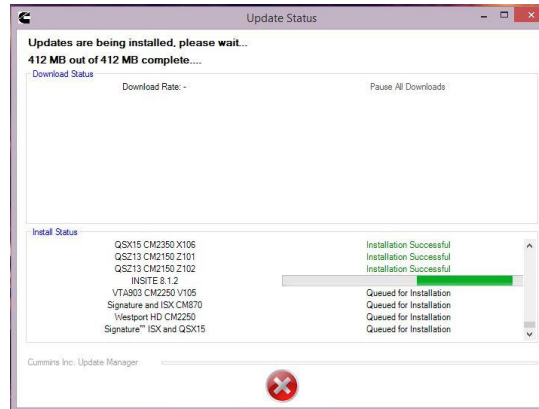 Update Status
Updates are being installed, please wait...
412 MB out of 412 MB complete....
Download Status
Download Rate: - Pause All Downloads
Install Status
QSX15 CM2350 X106 Installation Successful
QSZ13 CM2150 Z101 Installation Successful
QSZ13 CM2150 Z102 Installation Successful
INSITE 8.1.2
VTA903 CM2250 V105 Queued for Installation
Signature and ISX CM870 Queued for Installation
Westport HD CM2250 Queued for Installation
Signature™ ISX and QSX15 Queued for Installation
Cummins Inc. Update Manager